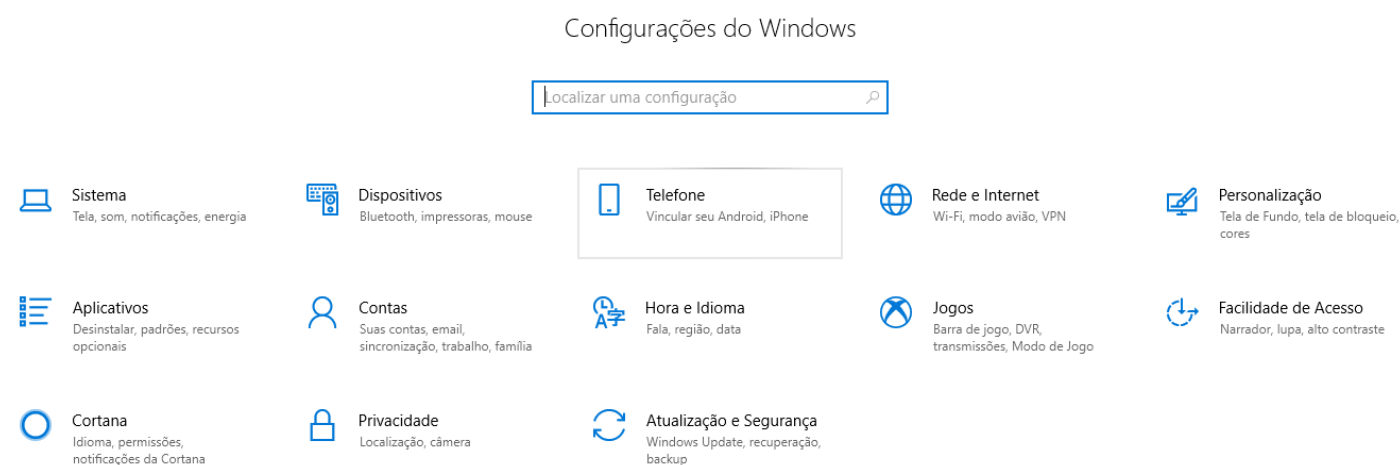 Configurações do Windows
Localizar uma configuração
Sistema
Tela, som, notificações, energia
Dispositivos
Bluetooth, impressoras, mouse
Telefone
Vincular seu Android, iPhone
Rede e Internet
Wi-Fi, modo avião, VPN
Personalização
Tela de Fundo, tela de bloqueio,
cores
Aplicativos
Desinstalar, padrões, recursos
opcionais
Contas
Suas contas, email,
sincronização, trabalho, família
Hora e Idioma
Fala, região, data
Jogos
Barra de jogo, DVR,
transmissões, Modo de Jogo
Facilidade de Acesso
Narrador, lupa, alto contraste
Cortana
Idioma, permissões,
notificações da Cortana
Privacidade
Localização, câmera
Atualização e Segurança
Windows Update, recuperação,
backup